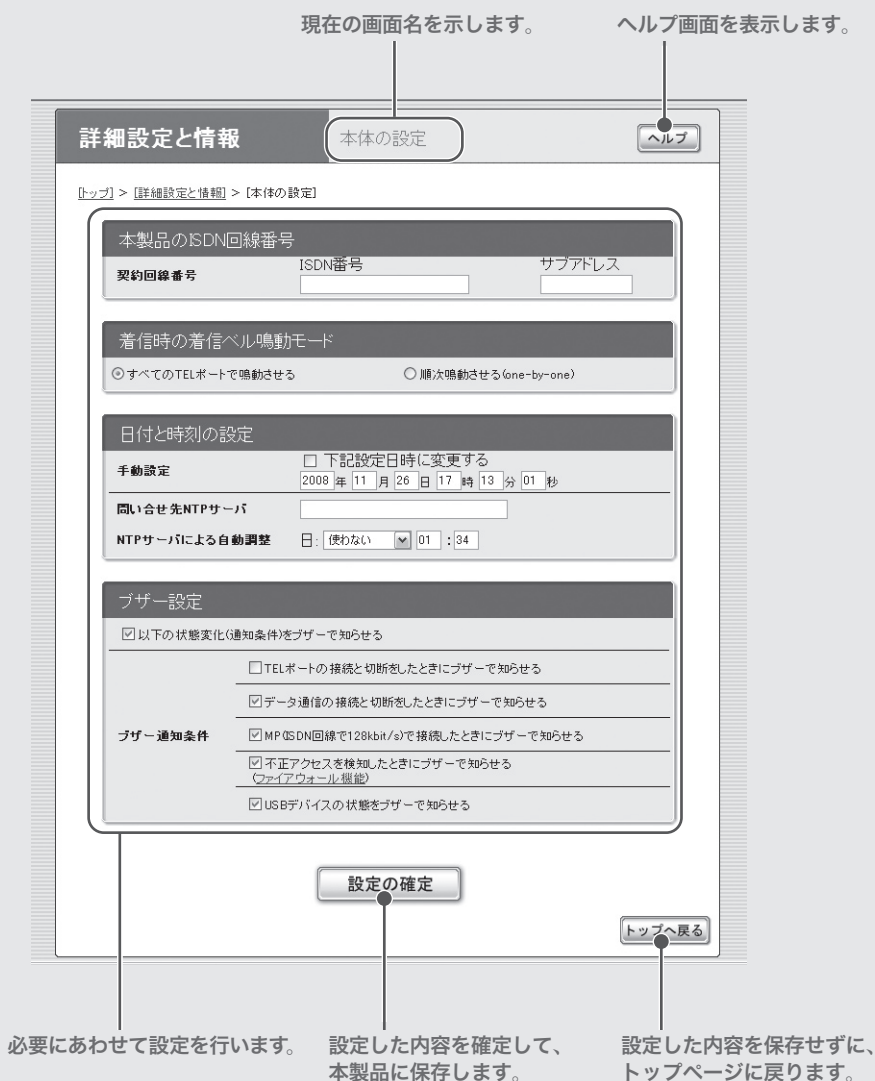 現在の画面名を示します。
ヘルプ画面を表示します。
詳細設定と情報
本体の設定
ヘルプ
[トップ] > [詳細設定と情報] > [本体の設定]
本製品のISDN回線番号
契約回線番号
ISDN番号
サブアドレス
着信時の着信ベル鳴動モード
すべてのTELポートで鳴動させる
順次鳴動させる(one-by-one)
日付と時刻の設定
手動設定
下記設定日時に変更する
2008 年 11 月 26 日 17 時 13 分 01 秒
問い合せ先NTPサーバ
NTPサーバによる自動調整
日: 使わない 01 : 34
ブザー設定
以下の状態変化(通知条件)をブザーで知らせる
ブザー通知条件
TELポートの接続と切断をしたときにブザーで知らせる
データ通信の接続と切断をしたときにブザーで知らせる
MP(ISDN回線で128kbit/s)で接続したときにブザーで知らせる
不正アクセスを検知したときにブザーで知らせる
(ファイアウォール機能)
USBデバイスの状態をブザーで知らせる
設定の確定
トップへ戻る
必要にあわせて設定を行います。
設定した内容を確定して、
本製品に保存します。
設定した内容を保存せずに、
トップページに戻ります。